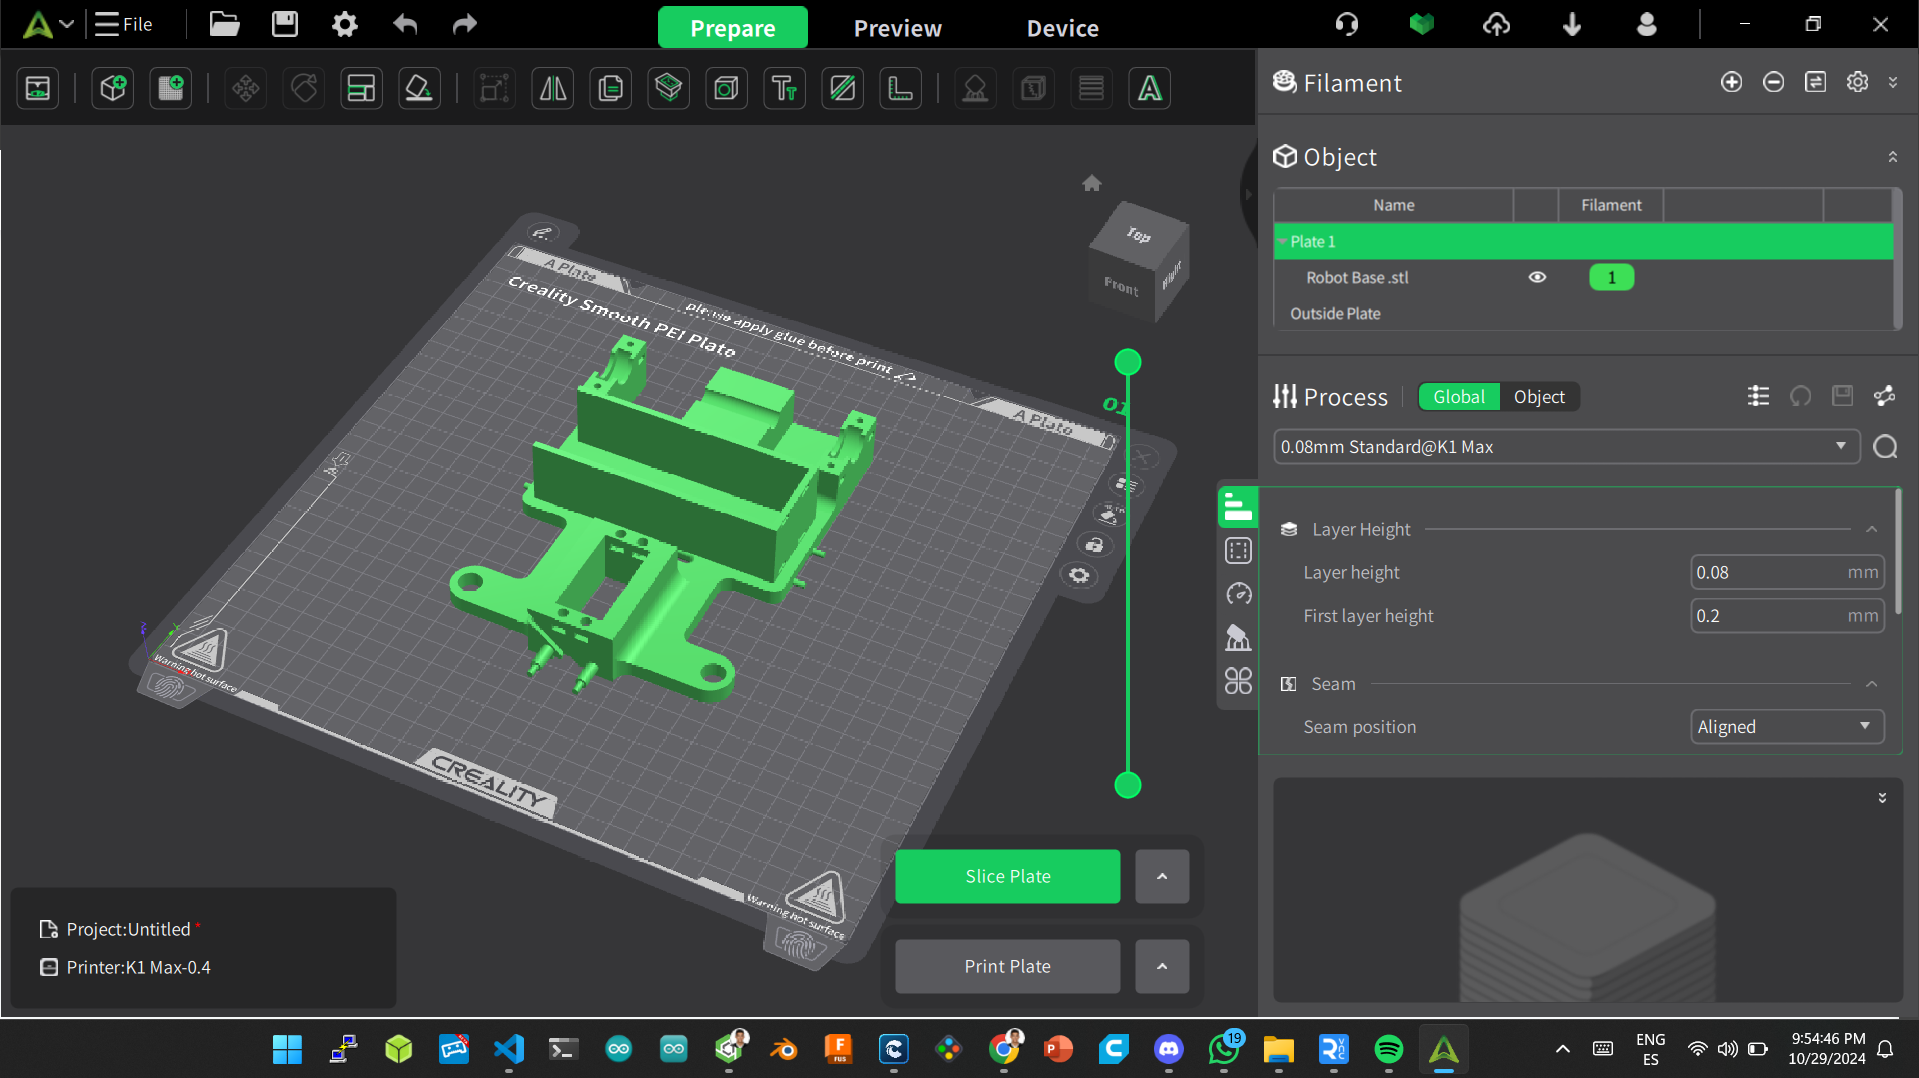 File
Prepare
Preview
Device
Filament
Object
Name
Filament
Plate 1
Robot Base .stl
1
Outside Plate
Process
Global
Object
0.08mm Standard@K1 Max
Layer Height
Layer height
0.08
mm
First layer height
0.2
mm
Seam
Seam position
Aligned
Top
Front
Right
A Plate
Creality Smooth PEI Plate
please apply glue before print
A Plate
01
Warning hot surface
CREALITY
Warning hot surface
Slice Plate
Print Plate
Project:Untitled *
Printer:K1 Max-0.4
F
FUS
19
ENG
ES
9:54:46 PM
10/29/2024